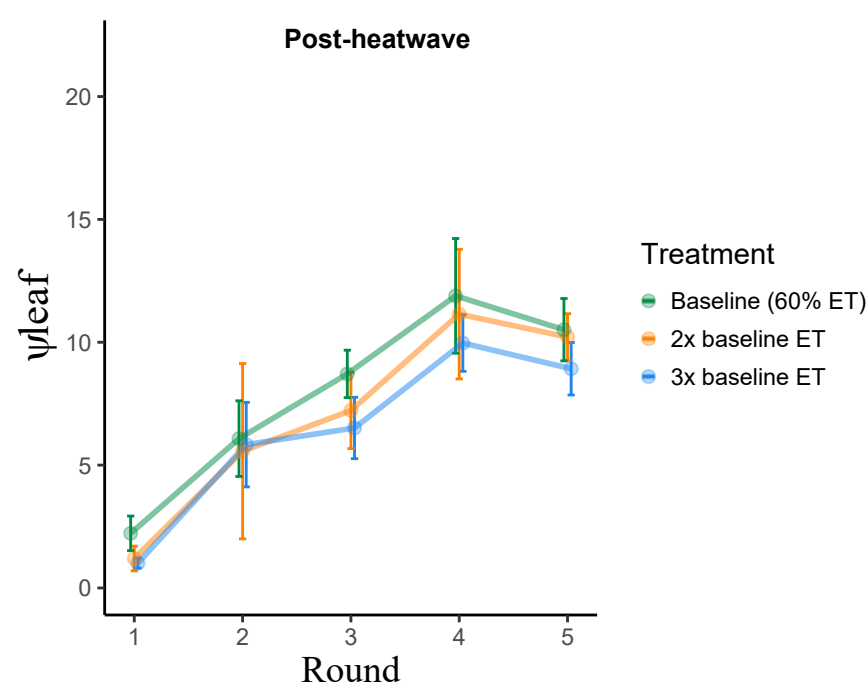 Post-heatwave
20
15
10
5
0
ψleaf
1 2 3 4 5
Round
Treatment
Baseline (60% ET)
2x baseline ET
3x baseline ET